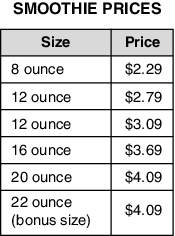 SMOOTHIE PRICES
Size Price
8 ounce $2.29
12 ounce $2.79
12 ounce $3.09
16 ounce $3.69
20 ounce $4.09
22 ounce
(bonus size) $4.09